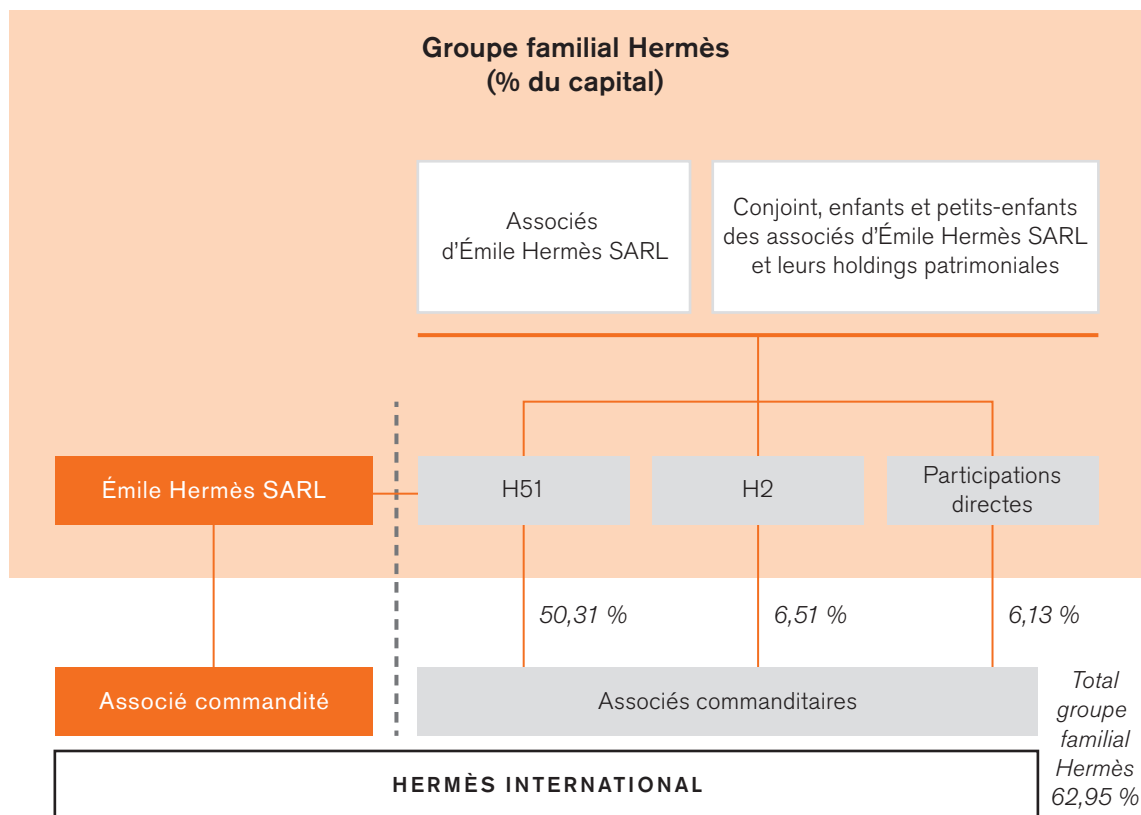 Groupe familial Hermès
(% du capital)
Associés
d'Émile Hermès SARL
Conjoint, enfants et petits-enfants
des associés d'Émile Hermès SARL
et leurs holdings patrimoniales
Émile Hermès SARL
H51
H2
Participations
directes
50,31 %
6,51 %
6,13 %
Associé commandité
Associés commanditaires
Total
groupe
familial
Hermès
62,95 %
HERMÈS INTERNATIONAL